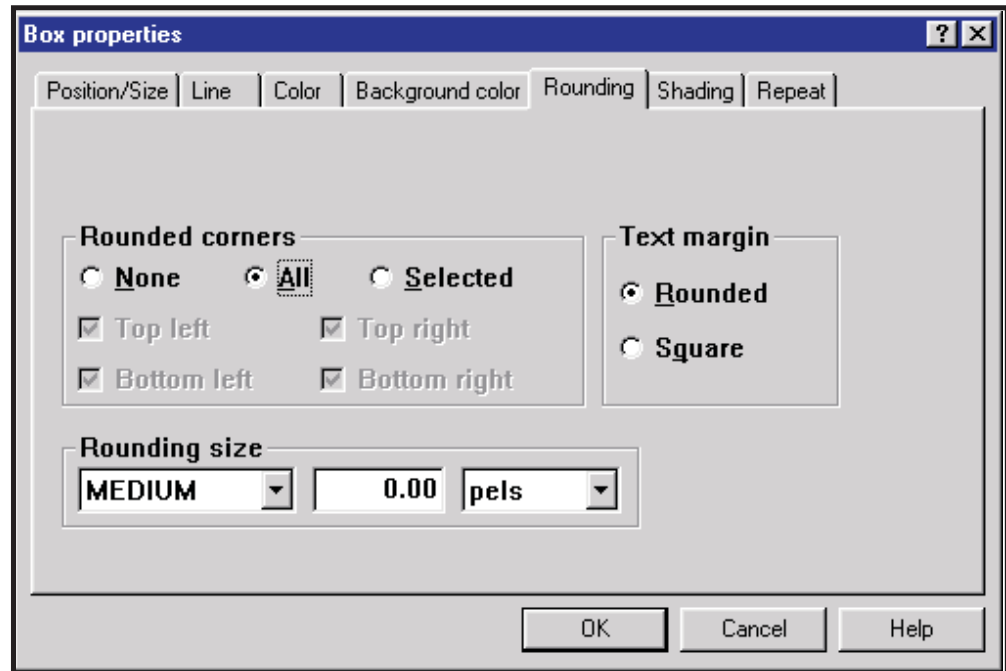 Box properties
Position/Size Line Color Background color Rounding Shading Repeat
Rounded corners
None All Selected
Top left Top right
Bottom left Bottom right
Text margin
Rounded
Square
Rounding size
MEDIUM 0.00 pels
OK Cancel Help